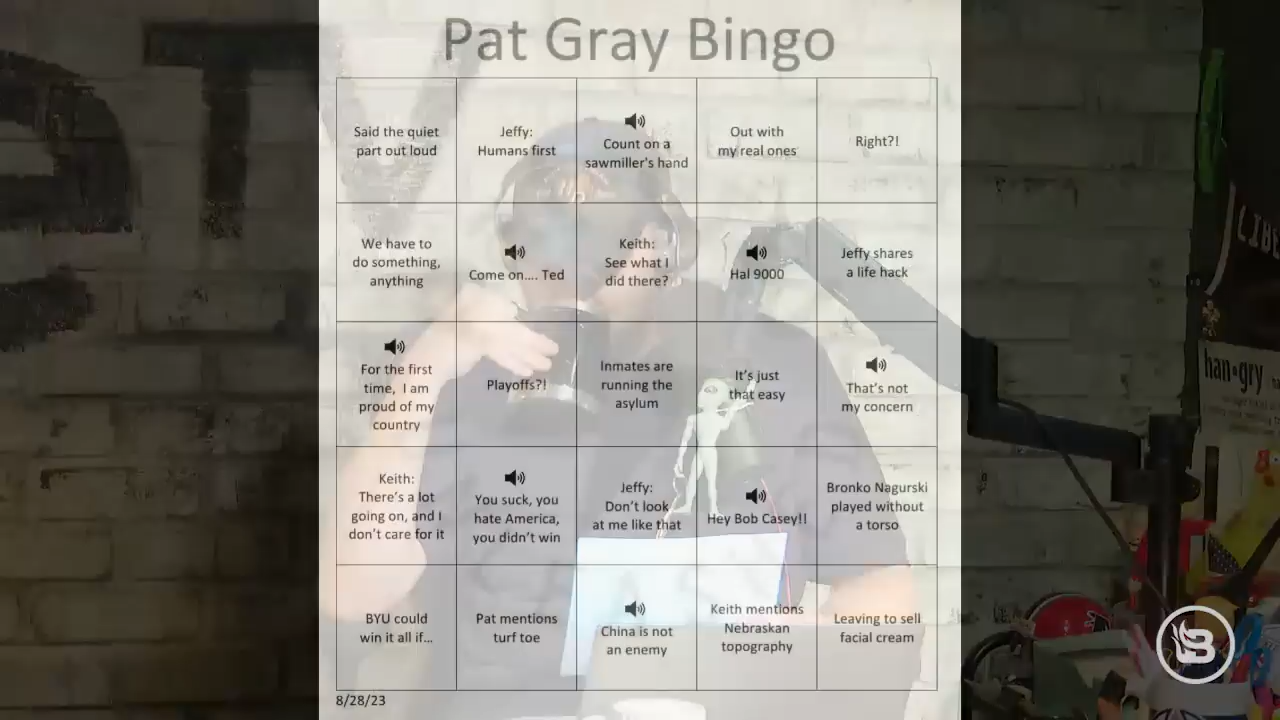 Pat Gray Bingo
Said the quiet
part out loud
Jeffy:
Humans first
Count on a
sawmiller's hand
Out with
my real ones
Right?!
We have to
do something,
anything
Come on.... Ted
Keith:
See what I
did there?
Hal 9000
Jeffy shares
a life hack
For the first
time, I am
proud of my
country
Playoffs?!
Inmates are
running the
asylum
It's just
that easy
That's not
my concern
Keith:
There's a lot
going on, and I
don't care for it
You suck, you
hate America,
you didn't win
Jeffy:
Don't look
at me like that
Hey Bob Casey!!
Bronko Nagurski
played without
a torso
BYU could
win it all if...
Pat mentions
turf toe
China is not
an enemy
Keith mentions
Nebraskan
topography
Leaving to sell
facial cream
8/28/23
han•gry
B